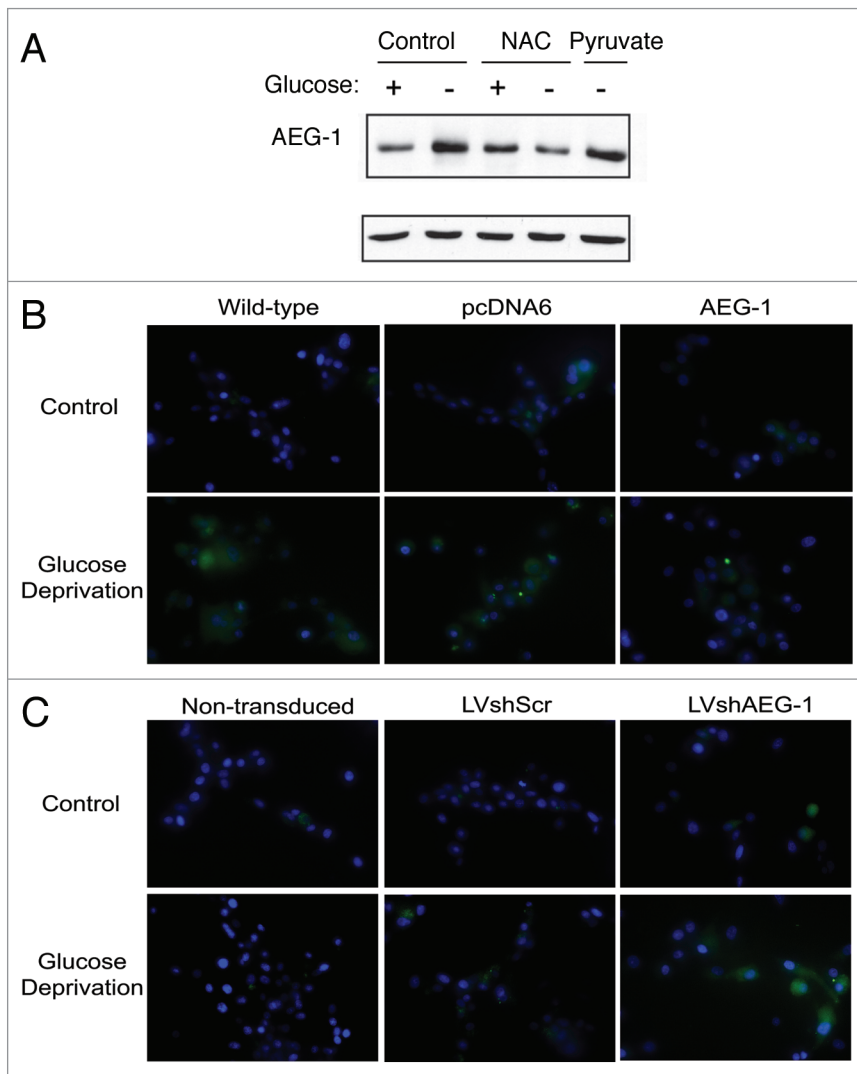 A
Control NAC Pyruvate
Glucose: + - + - -
AEG-1
B
Wild-type pcDNA6 AEG-1
Control
Glucose
Deprivation
C
Non-transduced LVshScr LVshAEG-1
Control
Glucose
Deprivation